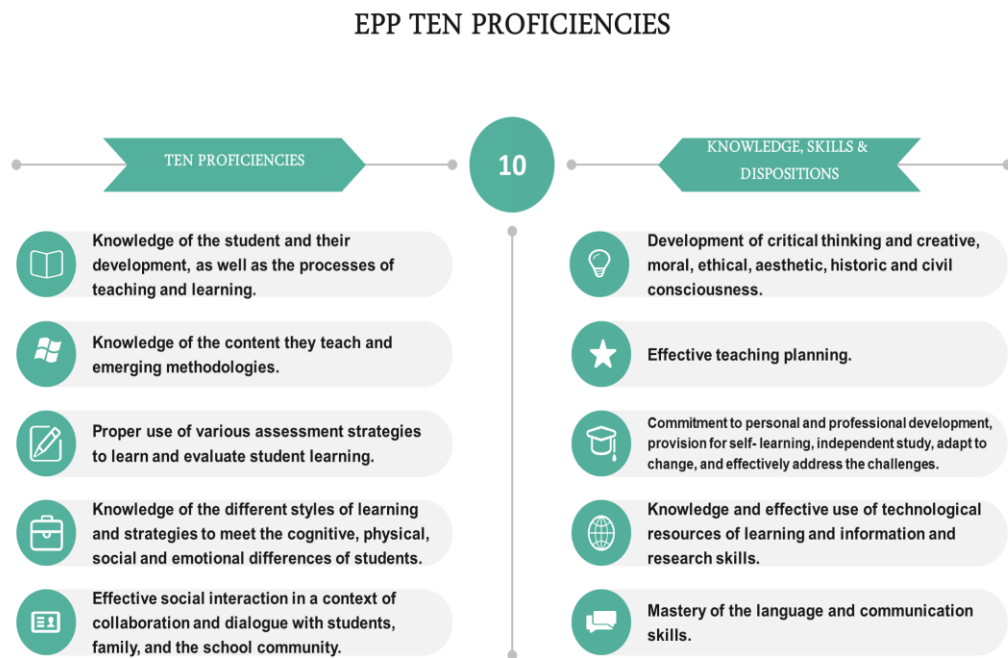 EPP TEN PROFICIENCIES
TEN PROFICIENCIES
10
KNOWLEDGE, SKILLS &
DISPOSITIONS
Knowledge of the student and their
development, as well as the processes of
teaching and learning.
Knowledge of the content they teach and
emerging methodologies.
Proper use of various assessment strategies
to learn and evaluate student learning.
Knowledge of the different styles of learning
and strategies to meet the cognitive, physical,
social and emotional differences of students.
Effective social interaction in a context of
collaboration and dialogue with students,
family, and the school community.
Development of critical thinking and creative,
moral, ethical, aesthetic, historic and civil
consciousness.
Effective teaching planning.
Commitment to personal and professional development,
provision for self- learning, independent study, adapt to
change, and effectively address the challenges.
Knowledge and effective use of technological
resources of learning and information and
research skills.
Mastery of the language and communication
skills.